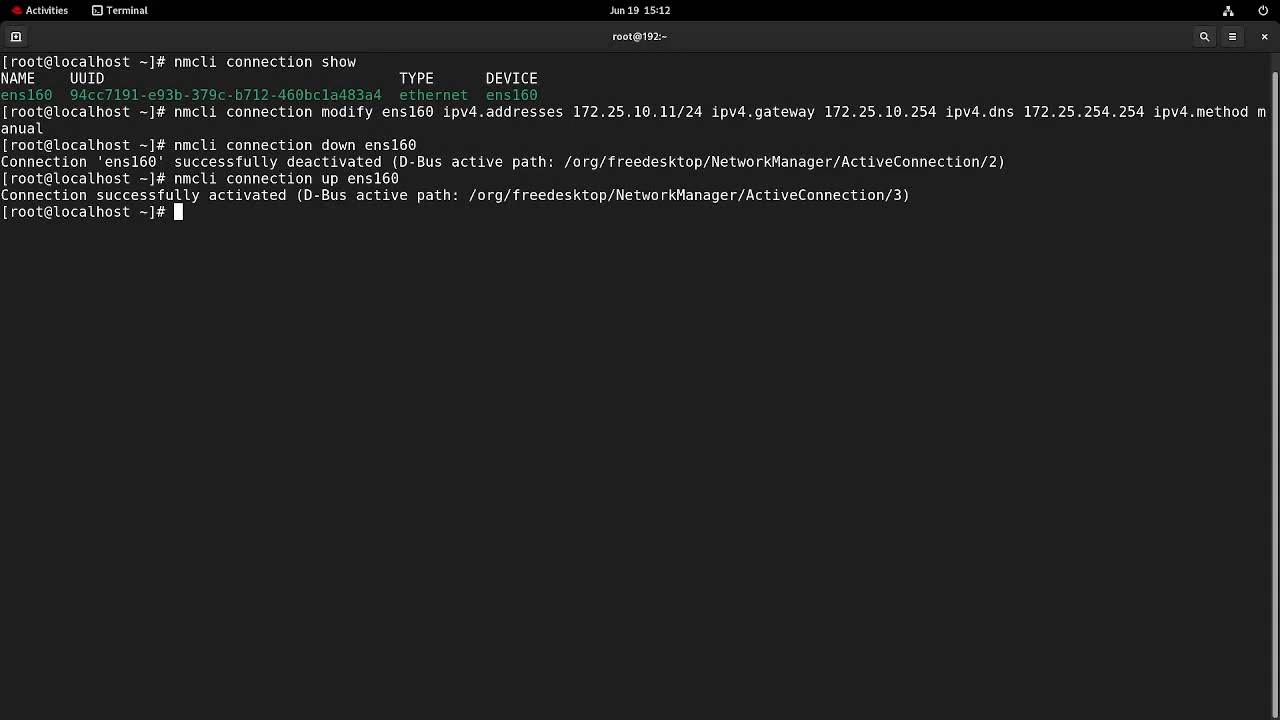 Activities Terminal Jun 19 15:12
root@192:~
[root@localhost ~]# nmcli connection show
NAME    UUID                                  TYPE      DEVICE
ens160  94cc7191-e93b-379c-b712-460bc1a483a4  ethernet  ens160
[root@localhost ~]# nmcli connection modify ens160 ipv4.addresses 172.25.10.11/24 ipv4.gateway 172.25.10.254 ipv4.dns 172.25.254.254 ipv4.method m
anual
[root@localhost ~]# nmcli connection down ens160
Connection 'ens160' successfully deactivated (D-Bus active path: /org/freedesktop/NetworkManager/ActiveConnection/2)
[root@localhost ~]# nmcli connection up ens160
Connection successfully activated (D-Bus active path: /org/freedesktop/NetworkManager/ActiveConnection/3)
[root@localhost ~]#